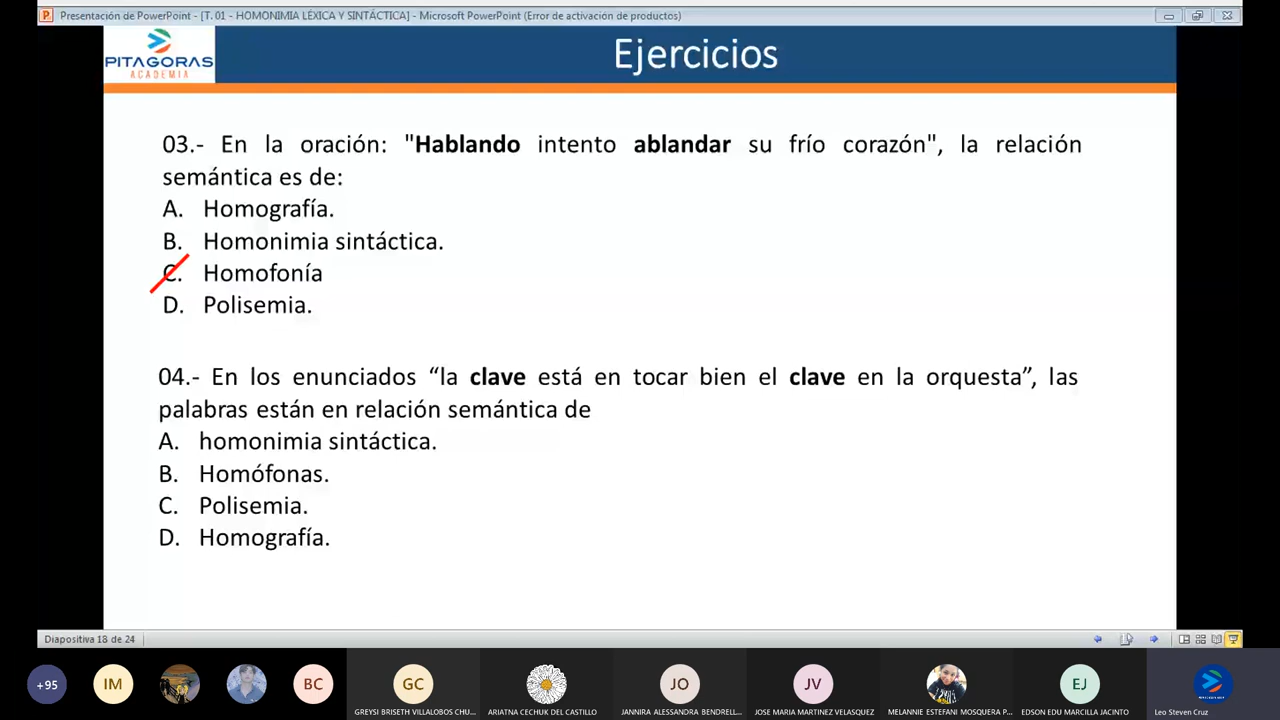 Presentación de PowerPoint - [T. 01 - HOMONIMIA LÉXICA Y SINTÁCTICA] - Microsoft PowerPoint (Error de activación de productos)
PITAGORAS
ACADEMIA
Ejercicios
03.- En la oración: "Hablando intento ablandar su frío corazón", la relación
semántica es de:
A. Homografía.
B. Homonimia sintáctica.
C. Homofonía
D. Polisemia.
04.- En los enunciados “la clave está en tocar bien el clave en la orquesta”, las
palabras están en relación semántica de
A. homonimia sintáctica.
B. Homófonas.
C. Polisemia.
D. Homografía.
Diapositiva 18 de 24
+95 IM BC GC JO JV EJ
GREYSI BRISETH VILLALOBOS CHU... ARIATNA CECHUK DEL CASTILLO JANNIRA ALESSANDRA BENDRELL... JOSE MARIA MARTINEZ VELASQUEZ MELANNIE ESTEFANI MOSQUERA P... EDSON EDU MARCILLA JACINTO Leo Steven Cruz